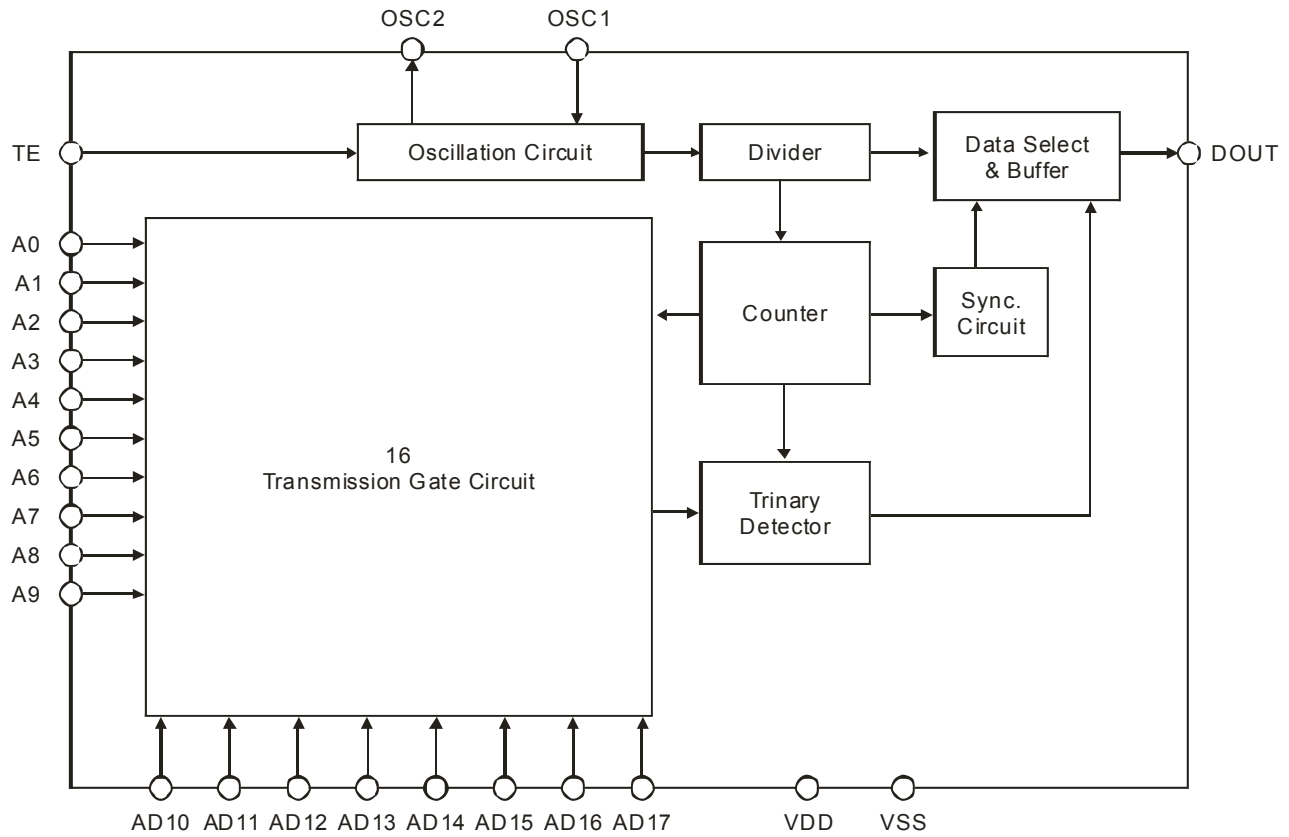 OSC2
OSC1
TE
Oscillation Circuit
Divider
Data Select
& Buffer
DOUT
A0
A1
A2
A3
A4
A5
A6
A7
A8
A9
16
Transmission Gate Circuit
Counter
Sync.
Circuit
Trinary
Detector
AD10 AD11 AD12 AD13 AD14 AD15 AD16 AD17
VDD
VSS